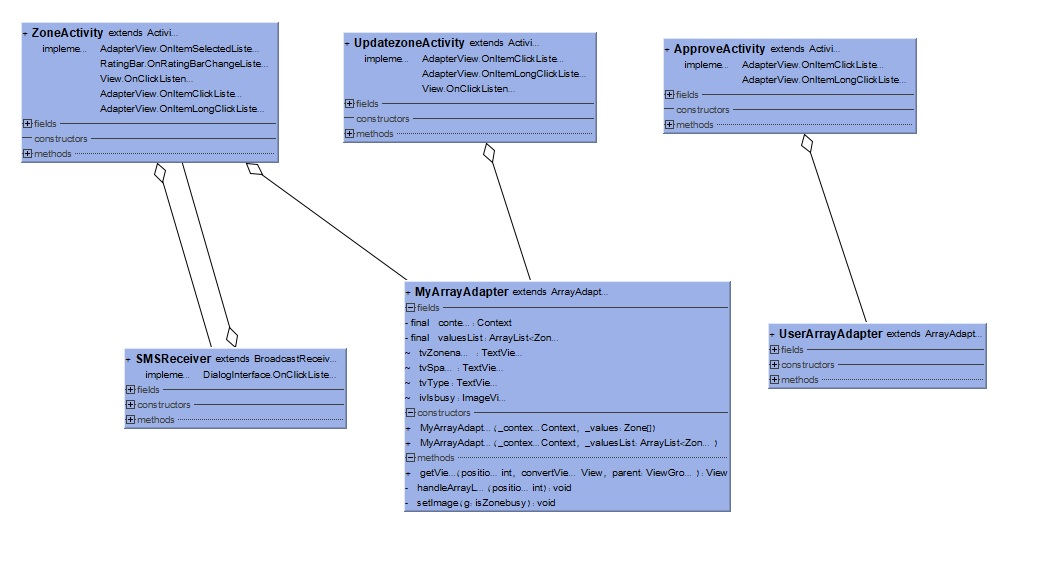 + ZoneActivity extends Activi...
impleme... AdapterView.OnItemSelectedListe...
RatingBar.OnRatingBarChangeListe...
View.OnClickListen...
AdapterView.OnItemClickListe...
AdapterView.OnItemLongClickListe...
fields
constructors
methods
+ UpdatezoneActivity extends Activi...
impleme... AdapterView.OnItemClickListe...
AdapterView.OnItemLongClickListe...
View.OnClickListen...
fields
constructors
methods
+ ApproveActivity extends Activi...
impleme... AdapterView.OnItemClickListe...
AdapterView.OnItemLongClickListe...
fields
constructors
methods
+ MyArrayAdapter extends ArrayAdapt...
fields
- final conte... : Context
- final valuesList : ArrayList<Zon...
~ tvZonena... : TextVie...
~ tvSpa... : TextVie...
~ tvType : TextVie...
~ ivIsbusy : ImageVi...
constructors
+ MyArrayAdapt... (_contex... Context, _values: Zone[])
+ MyArrayAdapt... (_contex... Context, _valuesList: ArrayList<Zon... )
methods
+ getVie... (positio... int, convertVie... View, parent: ViewGro... ) : View
- handleArrayL... (positio... int) : void
- setImage (g: isZonebusy) : void
+ SMSReceiver extends BroadcastReceiv...
impleme... DialogInterface.OnClickListe...
fields
constructors
methods
+ UserArrayAdapter extends ArrayAdapt...
fields
constructors
methods